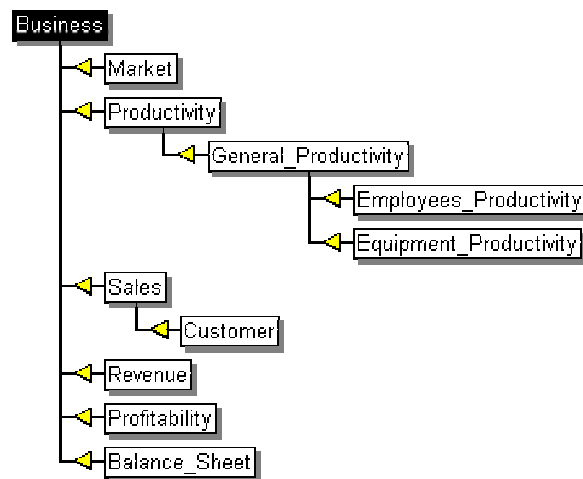 Business
Market
Productivity
General_Productivity
Employees_Productivity
Equipment_Productivity
Sales
Customer
Revenue
Profitability
Balance_Sheet